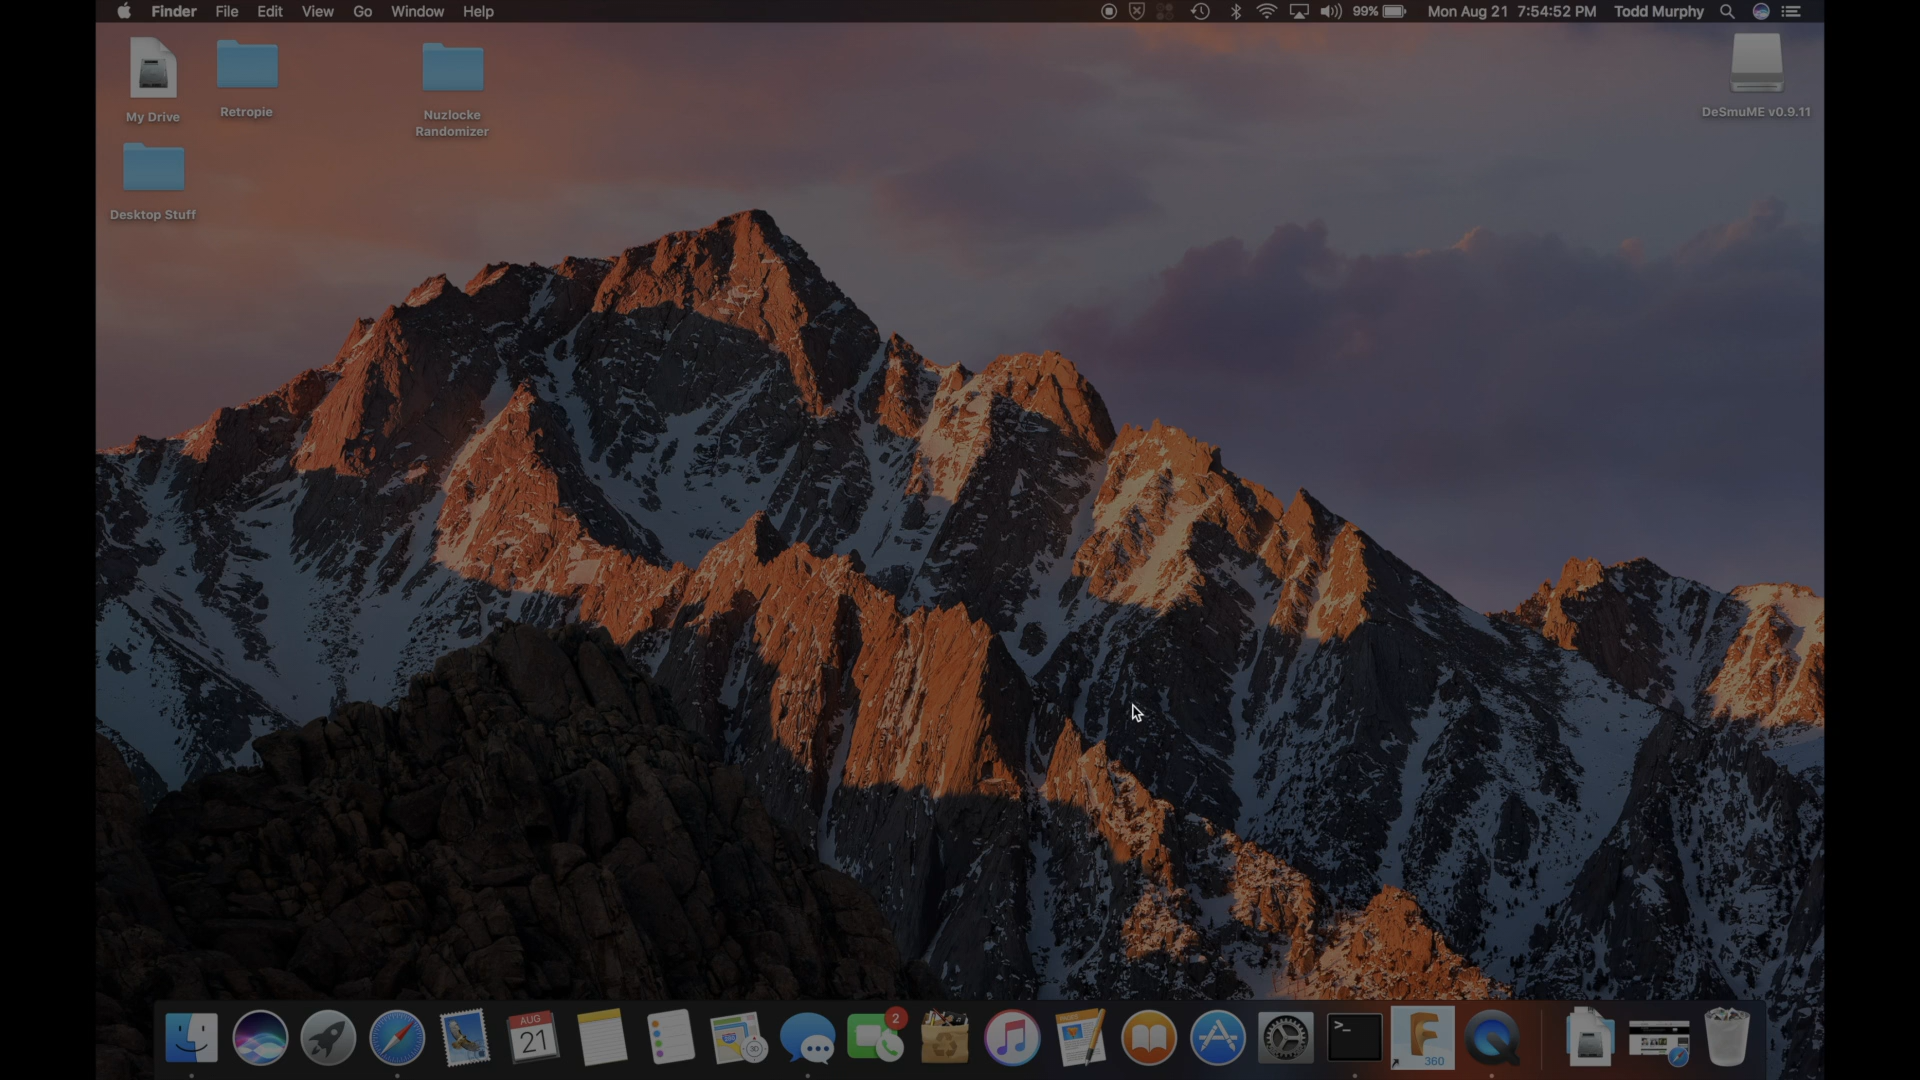 Finder File Edit View Go Window Help 99% Mon Aug 21 7:54:52 PM Todd Murphy
My Drive
Retropie
Nuzlocke
Randomizer
DeSmuME v0.9.11
Desktop Stuff
AUG
21
2
30
>_
360